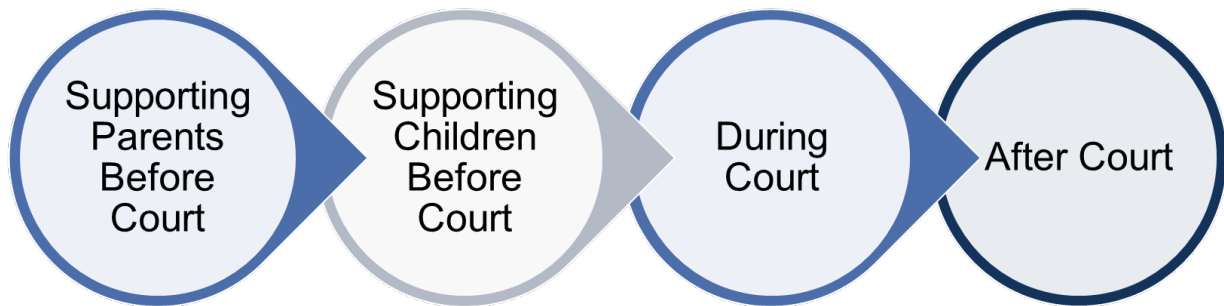 Supporting
Parents
Before
Court
Supporting
Children
Before
Court
During
Court
After Court